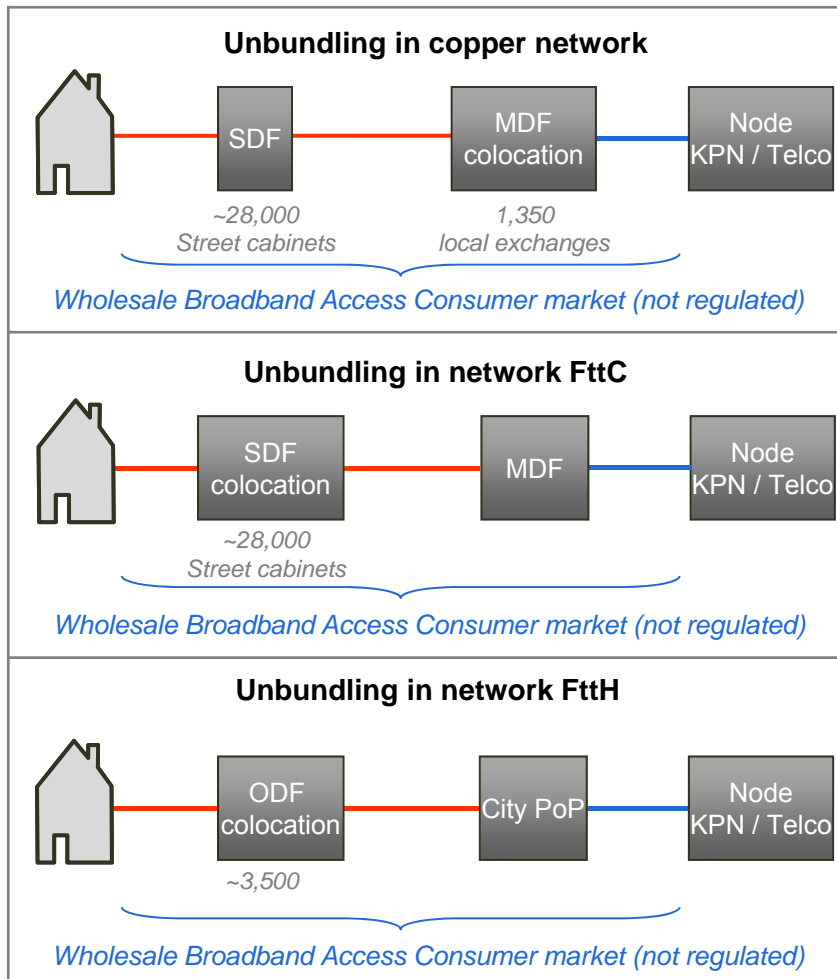 Unbundling in copper network
SDF
MDF
colocation
Node
KPN / Telco
~28,000
Street cabinets
1,350
local exchanges
Wholesale Broadband Access Consumer market (not regulated)
Unbundling in network FttC
SDF
colocation
MDF
Node
KPN / Telco
~28,000
Street cabinets
Wholesale Broadband Access Consumer market (not regulated)
Unbundling in network FttH
ODF
colocation
City PoP
Node
KPN / Telco
~3,500
Wholesale Broadband Access Consumer market (not regulated)